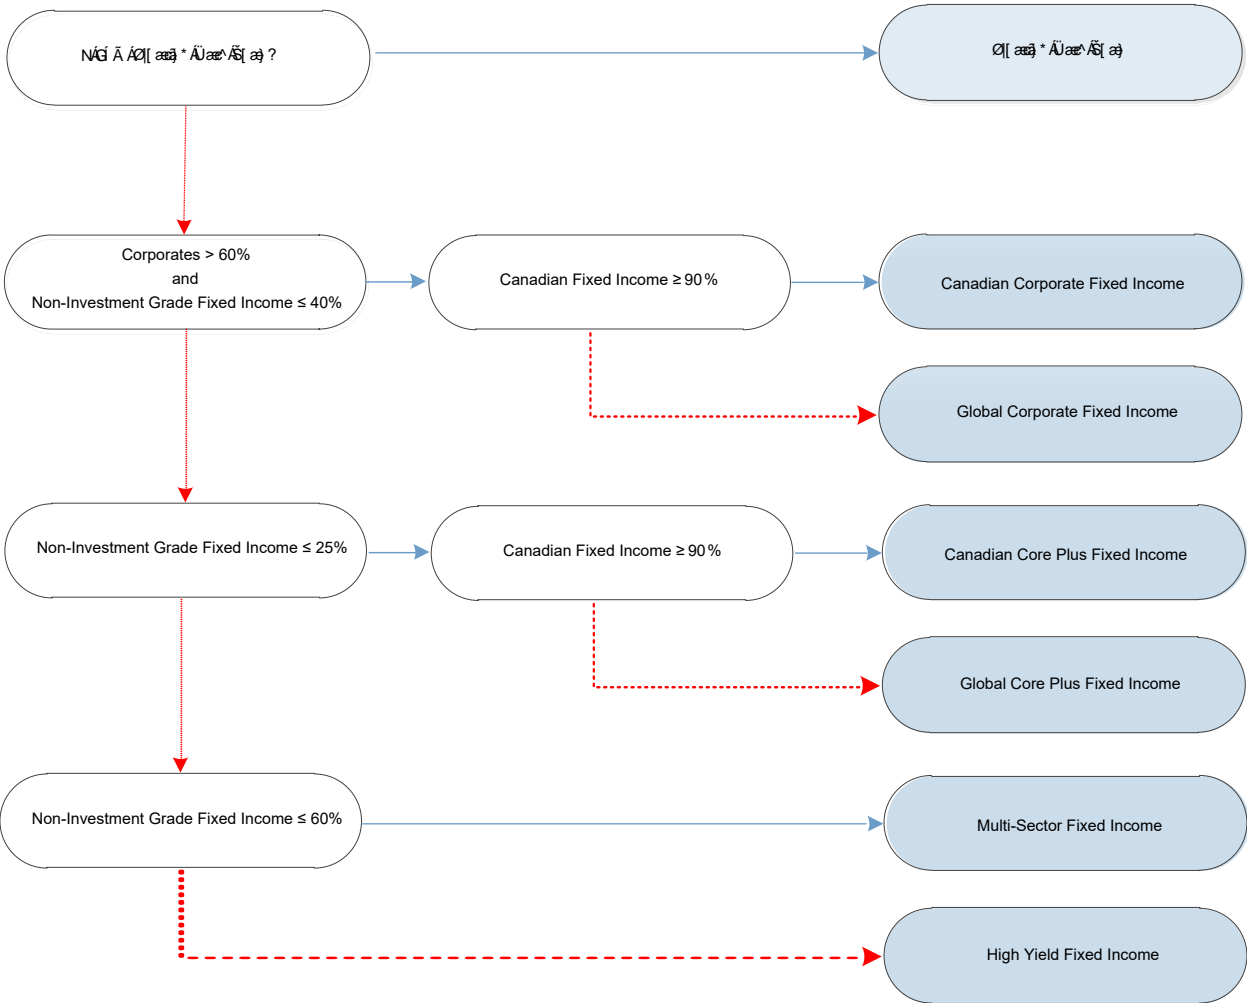 Corporates > 60%
and
Non-Investment Grade Fixed Income ≤ 40%
Canadian Fixed Income ≥ 90%
Canadian Corporate Fixed Income
Global Corporate Fixed Income
Non-Investment Grade Fixed Income ≤ 25%
Canadian Fixed Income ≥ 90%
Canadian Core Plus Fixed Income
Global Core Plus Fixed Income
Non-Investment Grade Fixed Income ≤ 60%
Multi-Sector Fixed Income
High Yield Fixed Income